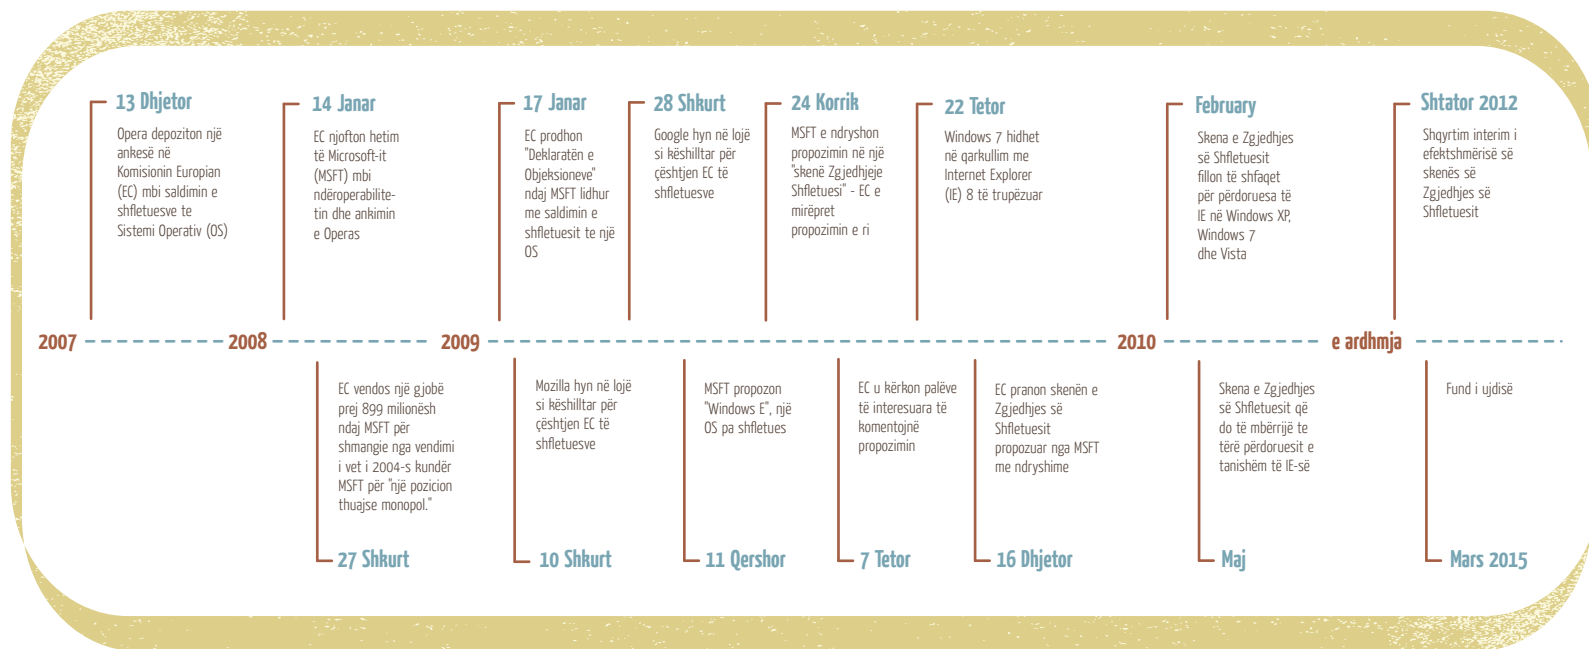 13 Dhjetor
Opera depoziton një
ankesë në
Komisionin Europian
(EC) mbi saldimin e
shfletuesve te
Sistemi Operativ (OS)
14 Janar
EC njofton hetim
të Microsoft-it
(MSFT) mbi
ndëroperabilite-
tin dhe ankimin
e Operas
17 Janar
EC prodhon
"Deklaratën e
Objeksioneve"
ndaj MSFT lidhur
me saldimin e
shfletuesit te një
OS
28 Shkurt
Google hyn në lojë
si këshilltar për
çështjen EC të
shfletuesve
24 Korrik
MSFT e ndryshon
propozimin në një
"skenë Zgjedhjeje
Shfletuesi" - EC e
mirëpret
propozimin e ri
22 Tetor
Windows 7 hidhet
në qarkullim me
Internet Explorer
(IE) 8 të trupëzuar
February
Skena e Zgjedhjes
së Shfletuesit
fillon të shfaqet
për përdoruesa të
IE në Windows XP,
Windows 7
dhe Vista
Shtator 2012
Shqyrtim interim i
efektshmërisë së
skenës së
Zgjedhjes së
Shfletuesit
2007
2008
2009
2010
e ardhmja
EC vendos një gjobë
prej 899 milionësh
ndaj MSFT për
shmangie nga vendimi
i vet i 2004-s kundër
MSFT për "një pozicion
thuajse monopol."
27 Shkurt
Mozilla hyn në lojë
si këshilltar për
çështjen EC të
shfletuesve
10 Shkurt
MSFT propozon
"Windows E", një
OS pa shfletues
11 Qershor
EC u kërkon palëve
të interesuara të
komentojnë
propozimin
7 Tetor
EC pranon skenën e
Zgjedhjes së
Shfletuesit
propozuar nga MSFT
me ndryshime
16 Dhjetor
Skena e Zgjedhjes
së Shfletuesit që
do të mbërrijë te
tërë përdoruesit e
tanishëm të IE-së
Maj
Fund i ujdisë
Mars 2015